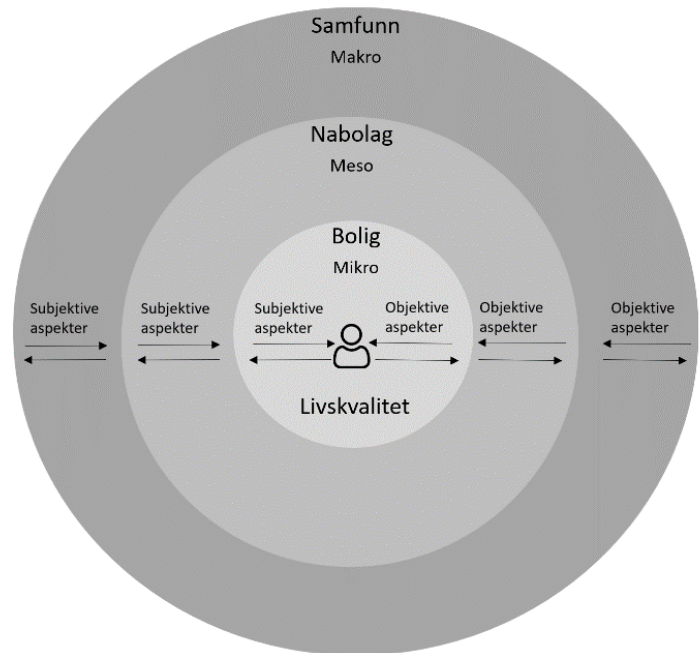 Samfunn
Makro
Nabolag
Meso
Bolig
Mikro
Subjektive
aspekter
Subjektive
aspekter
Subjektive
aspekter
Objektive
aspekter
Objektive
aspekter
Objektive
aspekter
Livskvalitet